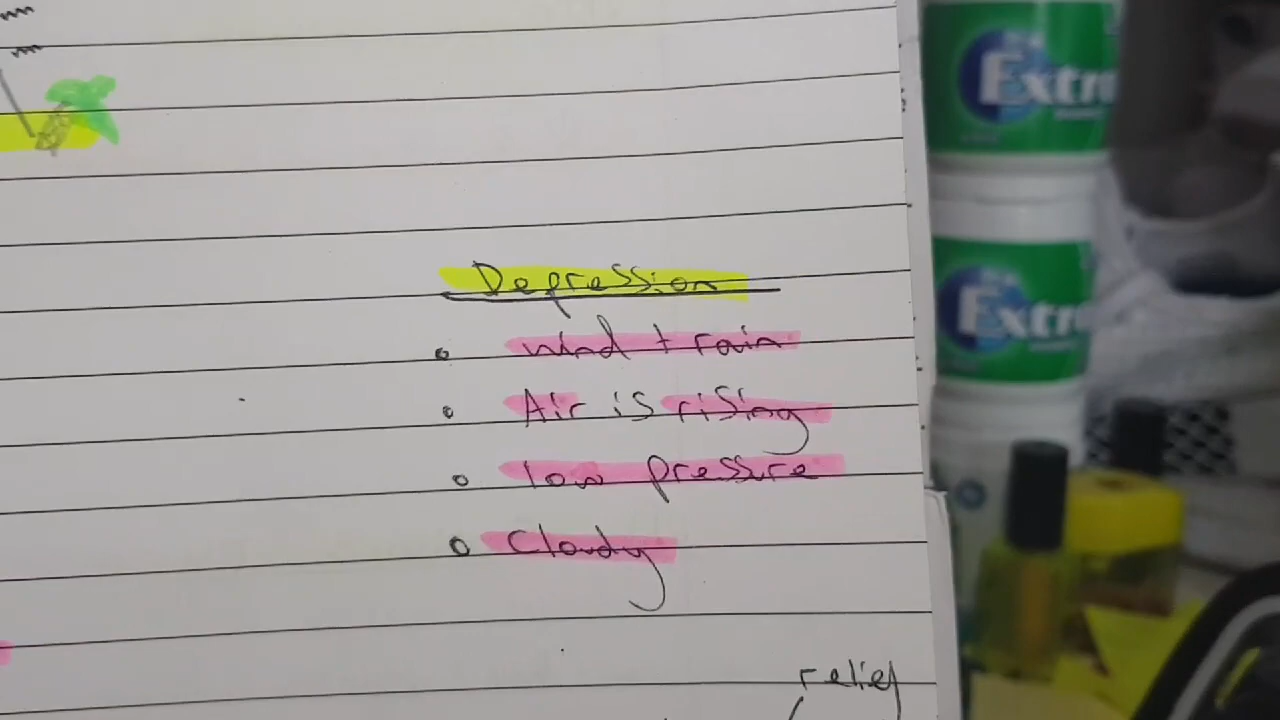 Depression
wind + rain
Air is rising
low pressure
Cloudy
relief
Extra
Extra